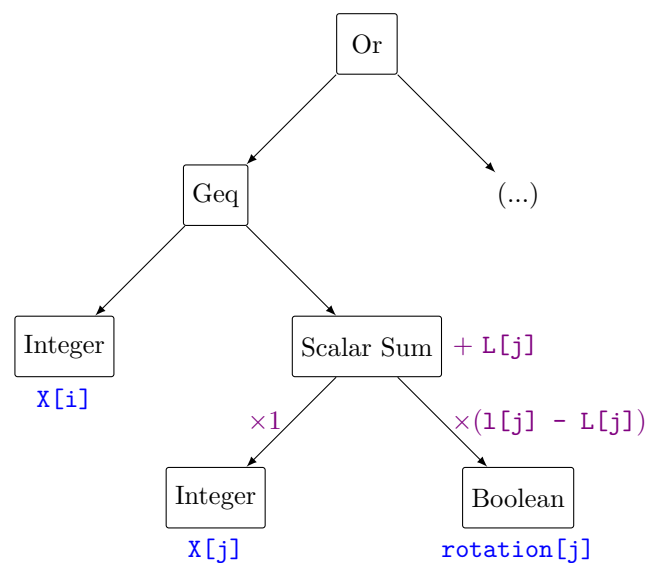 Or
Geq
(...)
Integer
Scalar Sum
+ L[j]
X[i]
×1
×(l[j] - L[j])
Integer
Boolean
X[j]
rotation[j]